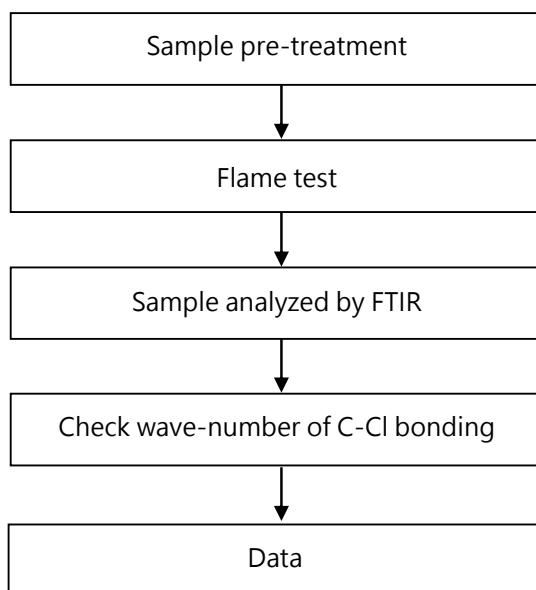 Sample pre-treatment
Flame test
Sample analyzed by FTIR
Check wave-number of C-Cl bonding
Data